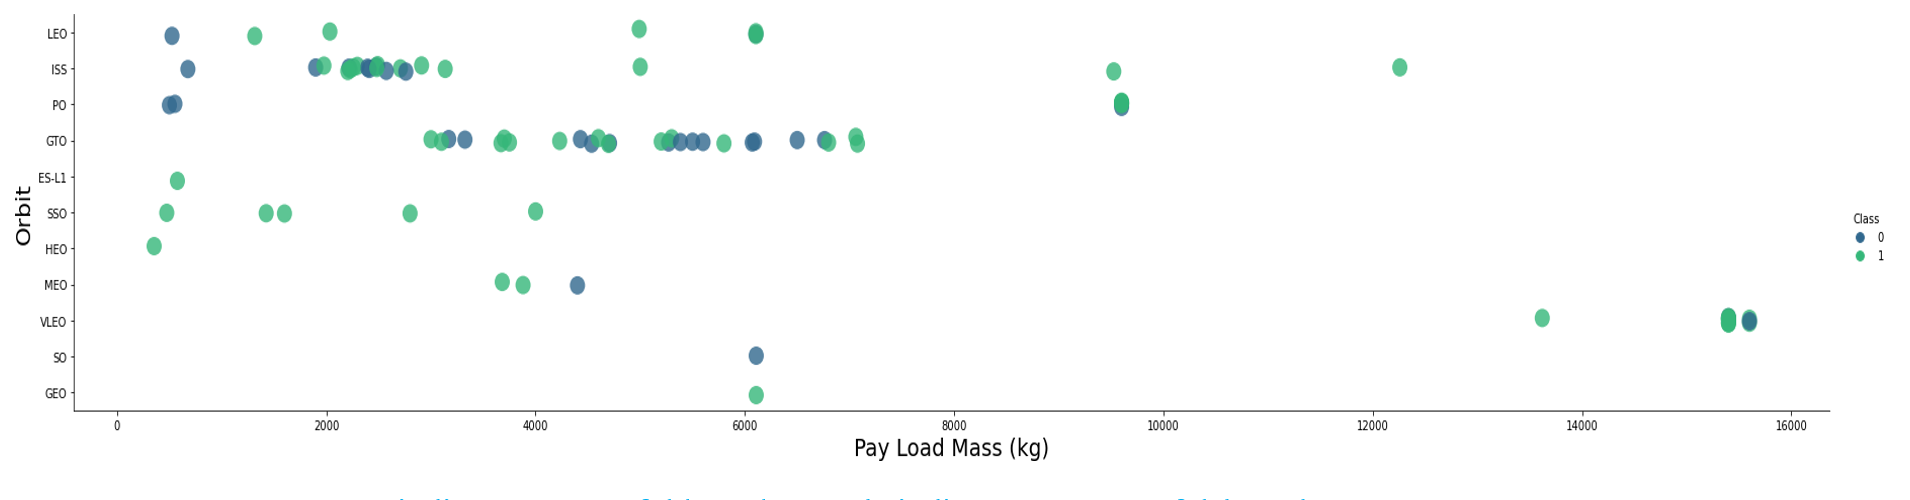 LEO
ISS
PO
GTO
ES-L1
SSO
HEO
MEO
VLEO
SO
GEO
Orbit
0 2000 4000 6000 8000 10000 12000 14000 16000
Pay Load Mass (kg)
Class
0
1